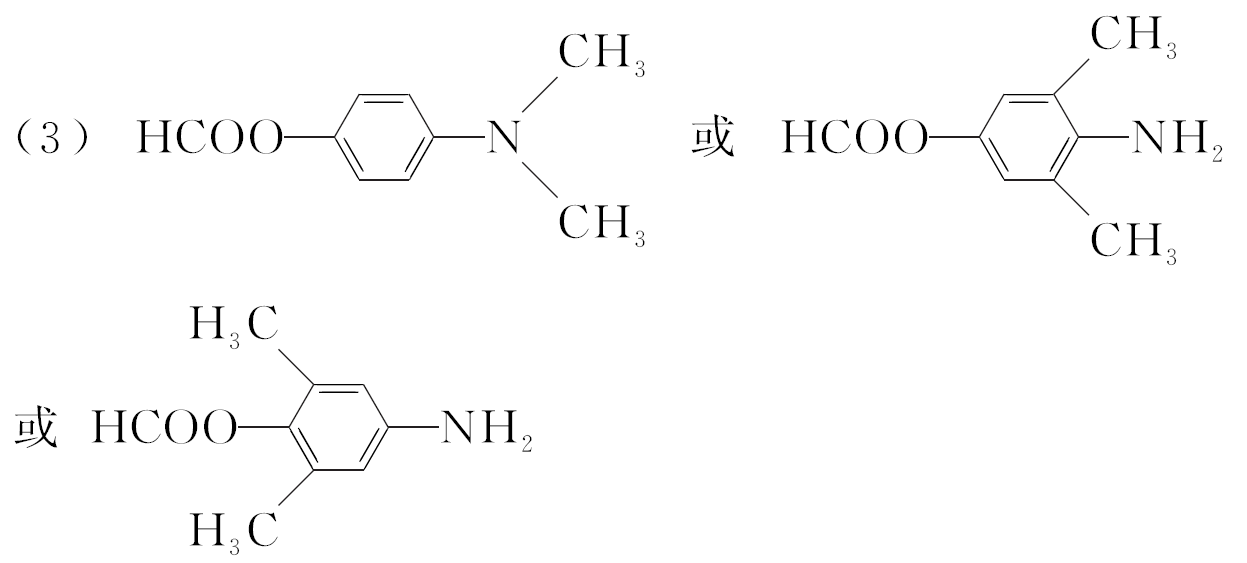 CH₃ CH₃
(3) HCOO N 或 HCOO NH₂
CH₃ CH₃
H₃C
或 HCOO NH₂
H₃C